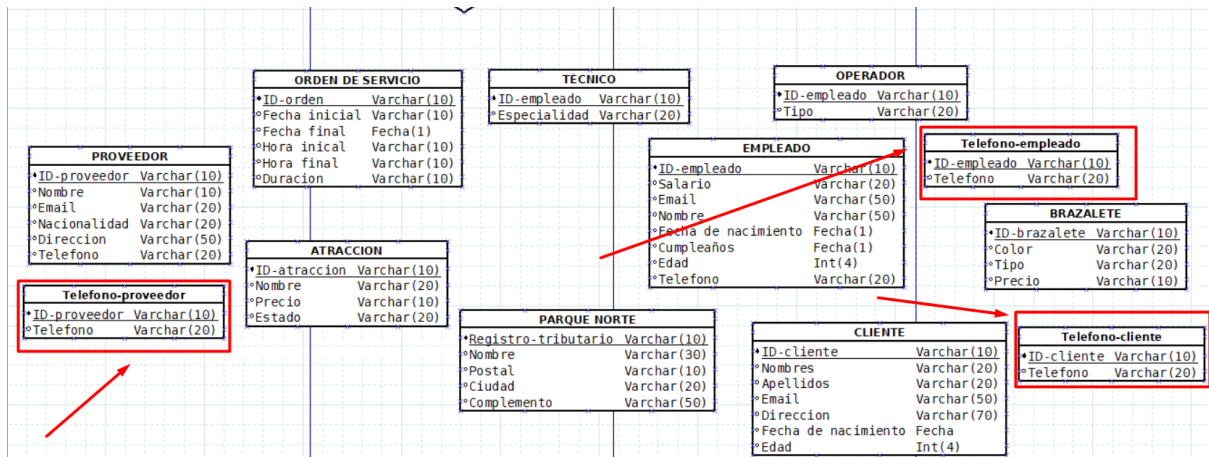 ORDEN DE SERVICIO
ID-orden Varchar(10)
Fecha inicial Varchar(10)
Fecha final Fecha(1)
Hora inical Varchar(10)
Hora final Varchar(10)
Duracion Varchar(10)
TÉCNICO
ID-empleado Varchar(10)
Especialidad Varchar(20)
OPERADOR
ID-empleado Varchar(10)
Tipo Varchar(20)
PROVEEDOR
ID-proveedor Varchar(10)
Nombre Varchar(10)
Email Varchar(20)
Nacionalidad Varchar(20)
Direccion Varchar(50)
Telefono Varchar(20)
EMPLEADO
ID-empleado Varchar(10)
Salario Varchar(20)
Email Varchar(50)
Nombre Varchar(50)
Fecha de nacimiento Fecha(1)
Cumpleaños Fecha(1)
Edad Int(4)
Telefono Varchar(20)
Telefono-empleado
ID-empleado Varchar(10)
Telefono Varchar(20)
BRAZALETE
ID-brazalete Varchar(10)
Color Varchar(20)
Tipo Varchar(20)
Precio Varchar(10)
ATRACCION
ID-atraccion Varchar(10)
Nombre Varchar(20)
Precio Varchar(10)
Estado Varchar(20)
Telefono-proveedor
ID-proveedor Varchar(10)
Telefono Varchar(20)
PARQUE NORTE
Registro-tributario Varchar(10)
Nombre Varchar(30)
Postal Varchar(10)
Ciudad Varchar(20)
Complemento Varchar(50)
CLIENTE
ID-cliente Varchar(10)
Nombres Varchar(20)
Apellidos Varchar(20)
Email Varchar(50)
Direccion Varchar(70)
Fecha de nacimiento Fecha
Edad Int(4)
Telefono-cliente
ID-cliente Varchar(10)
Telefono Varchar(20)